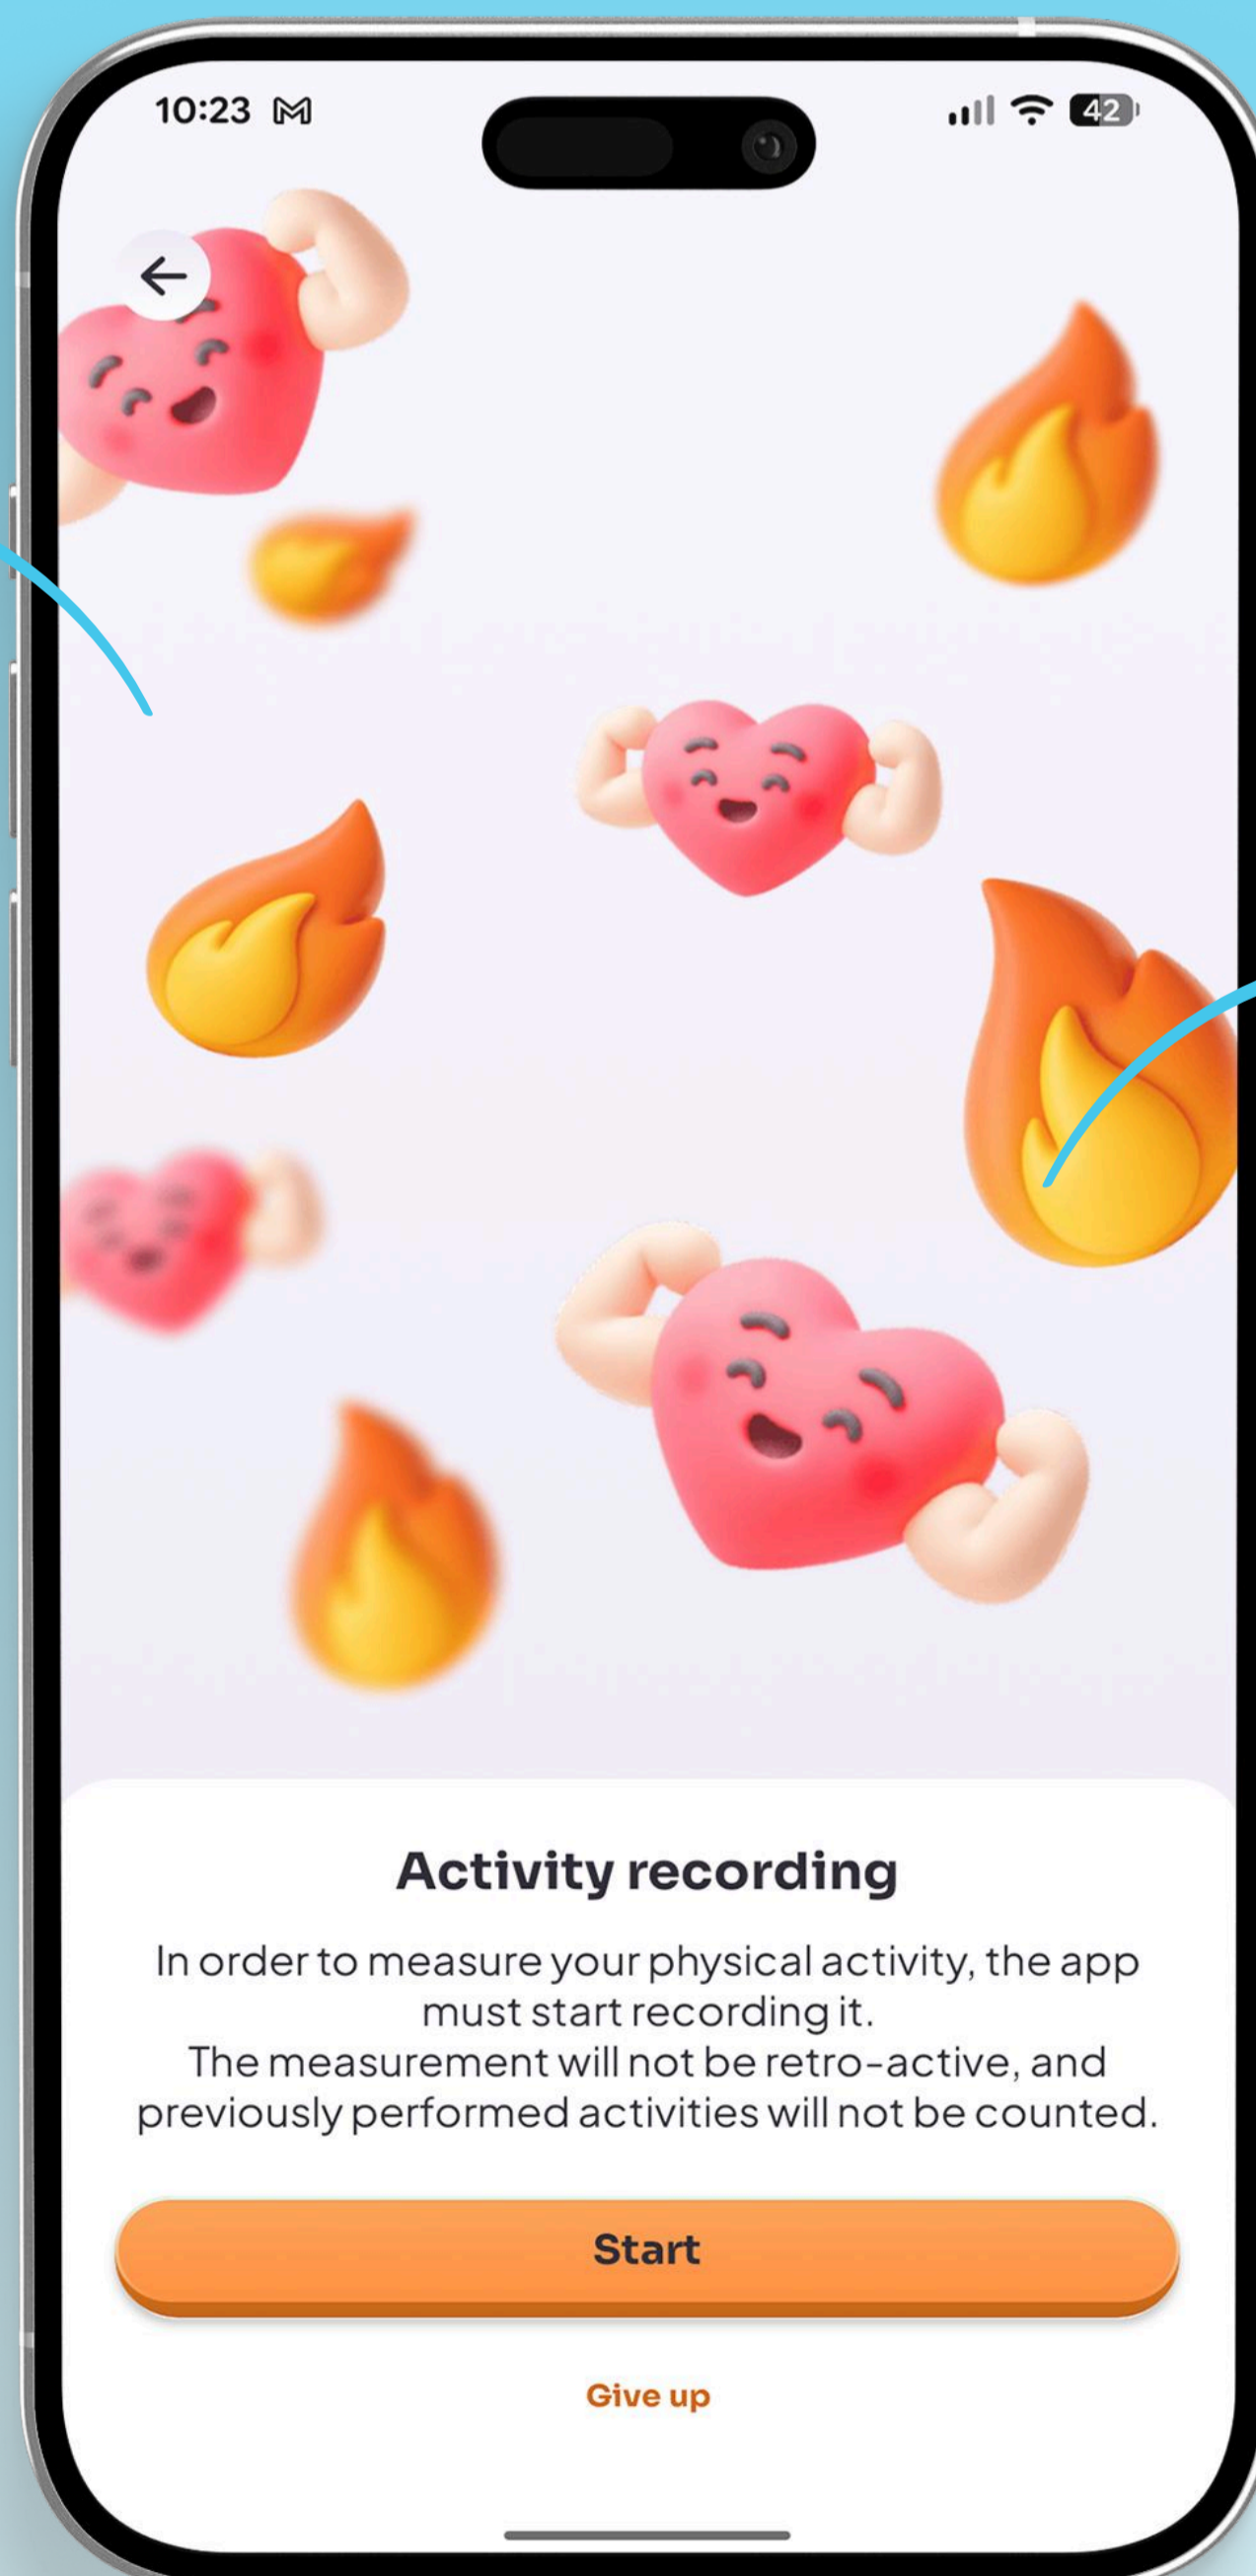 10:23
42
Activity recording
In order to measure your physical activity, the app
must start recording it.
The measurement will not be retro-active, and
previously performed activities will not be counted.
Start
Give up